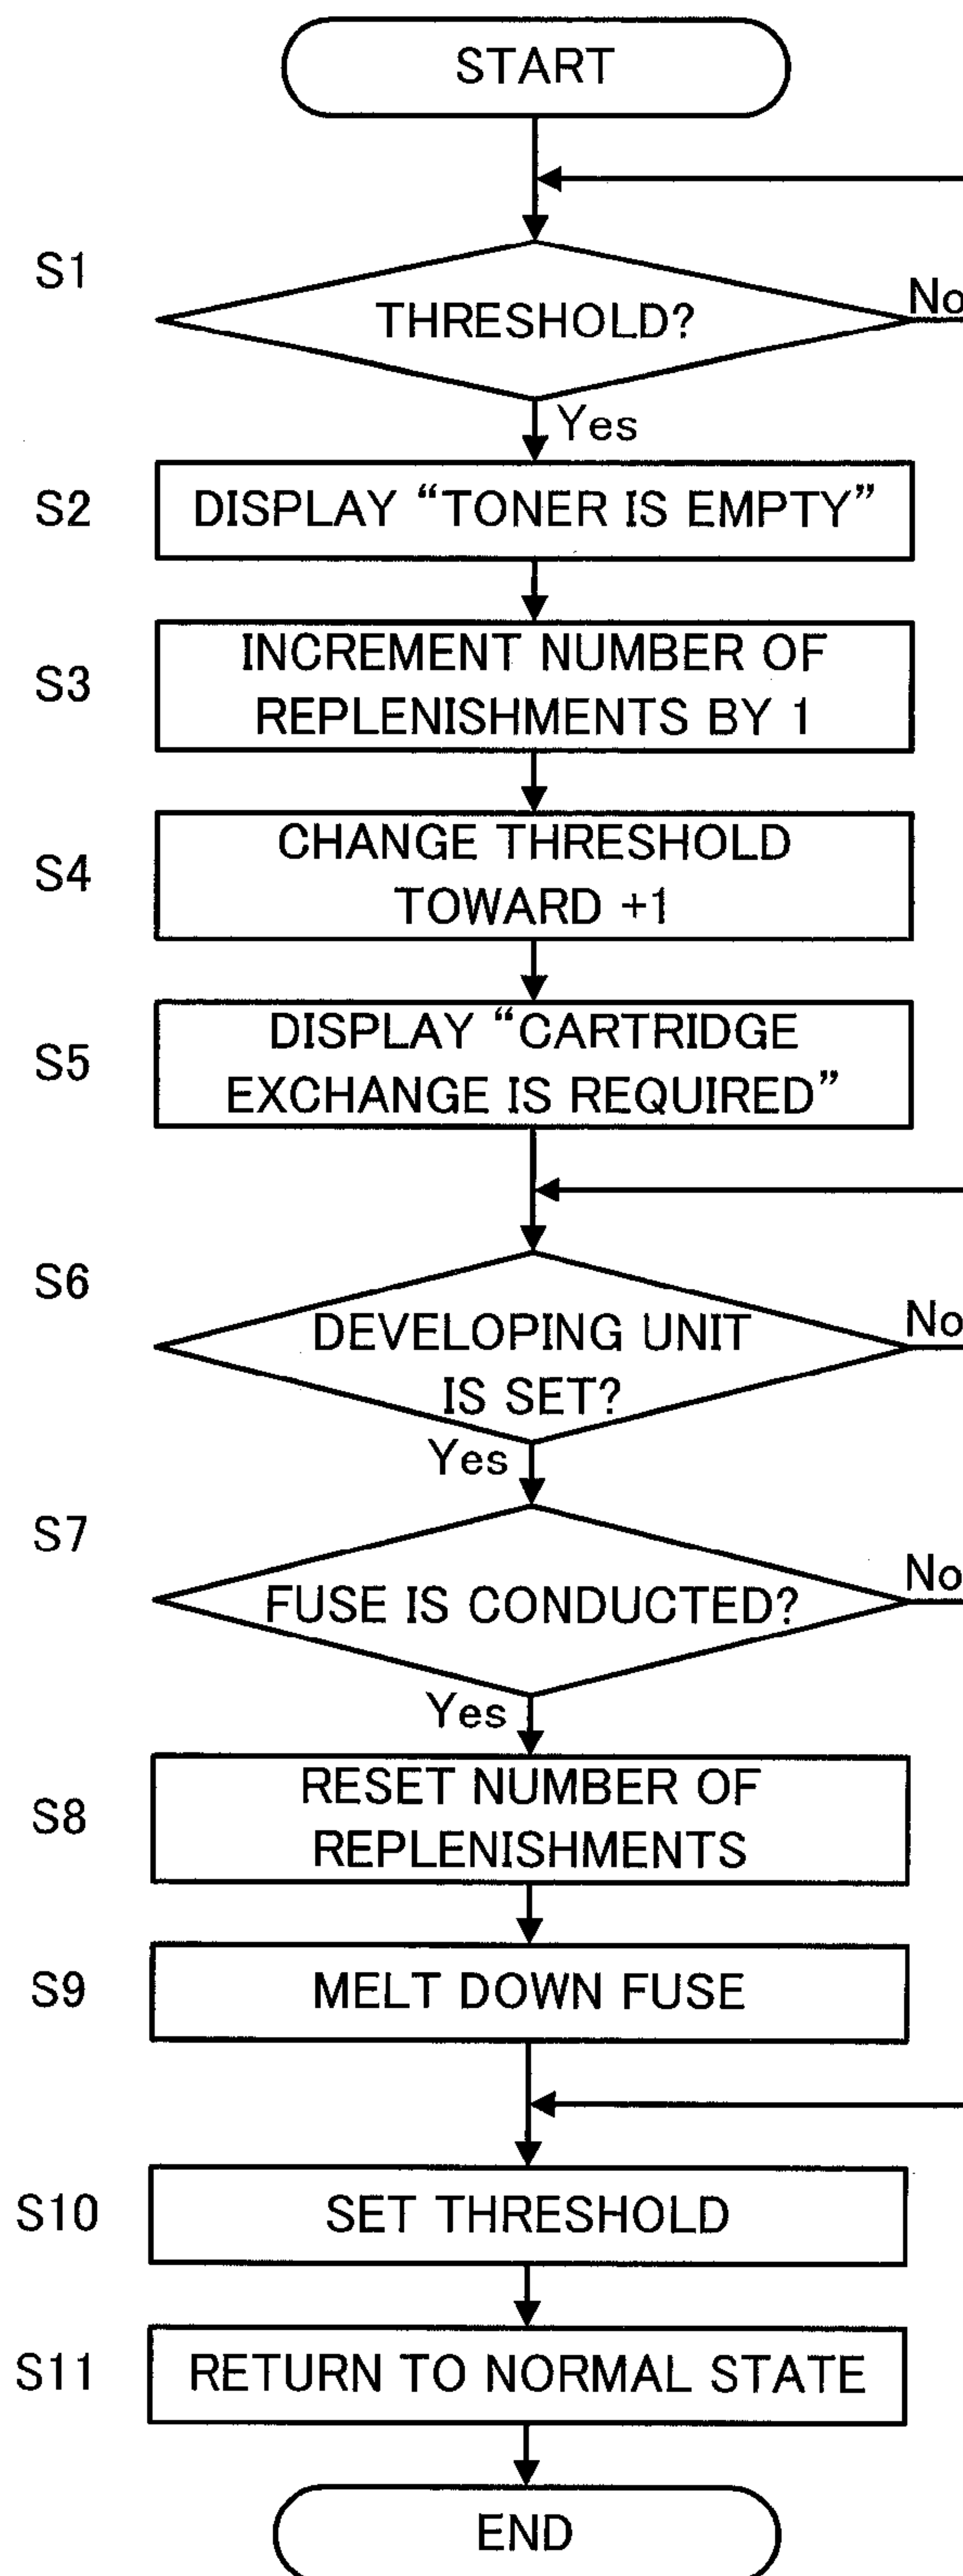 START
S1
THRESHOLD?
No
Yes
S2
DISPLAY “TONER IS EMPTY”
S3
INCREMENT NUMBER OF
REPLENISHMENTS BY 1
S4
CHANGE THRESHOLD
TOWARD +1
S5
DISPLAY “CARTRIDGE
EXCHANGE IS REQUIRED”
S6
DEVELOPING UNIT
IS SET?
No
Yes
S7
FUSE IS CONDUCTED?
No
Yes
S8
RESET NUMBER OF
REPLENISHMENTS
S9
MELT DOWN FUSE
S10
SET THRESHOLD
S11
RETURN TO NORMAL STATE
END